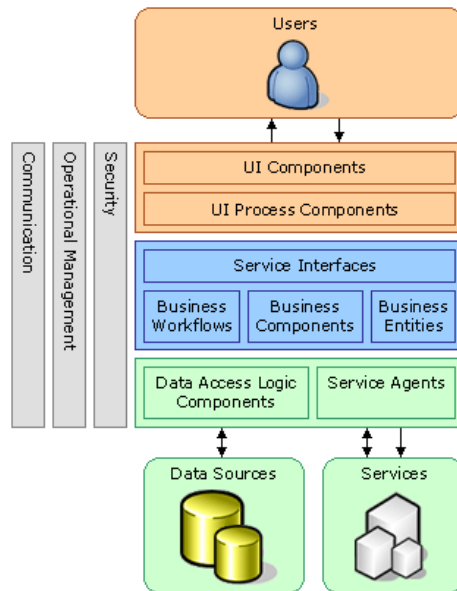 Users
Communication
Operational Management
Security
UI Components
UI Process Components
Service Interfaces
Business
Workflows
Business
Components
Business
Entities
Data Access Logic
Components
Service Agents
Data Sources
Services